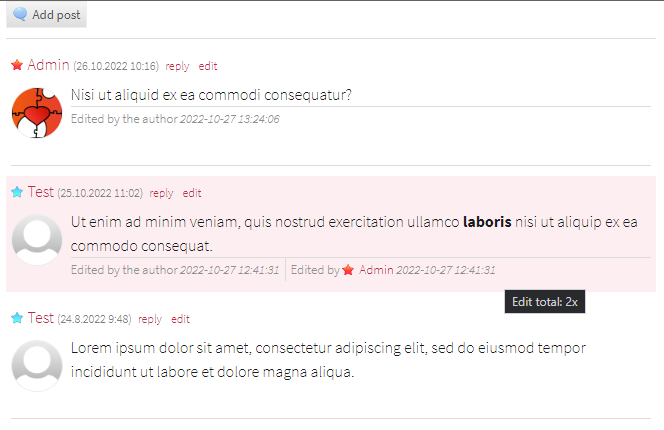 Add post
Admin (26.10.2022 10:16) reply edit
Nisi ut aliquid ex ea commodi consequatur?
Edited by the author 2022-10-27 13:24:06
Test (25.10.2022 11:02) reply edit
Ut enim ad minim veniam, quis nostrud exercitation ullamco laboris nisi ut aliquip ex ea
commodo consequat.
Edited by the author 2022-10-27 12:41:31 Edited by Admin 2022-10-27 12:41:31
Edit total: 2x
Test (24.8.2022 9:48) reply edit
Lorem ipsum dolor sit amet, consectetur adipiscing elit, sed do eiusmod tempor
incididunt ut labore et dolore magna aliqua.